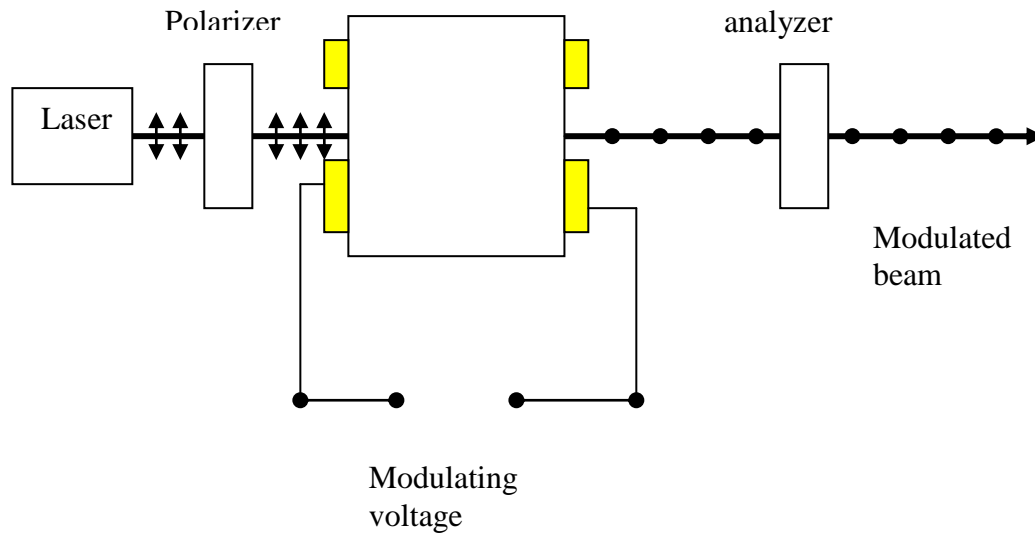 Polarizer
analyzer
Laser
Modulated
beam
Modulating
voltage